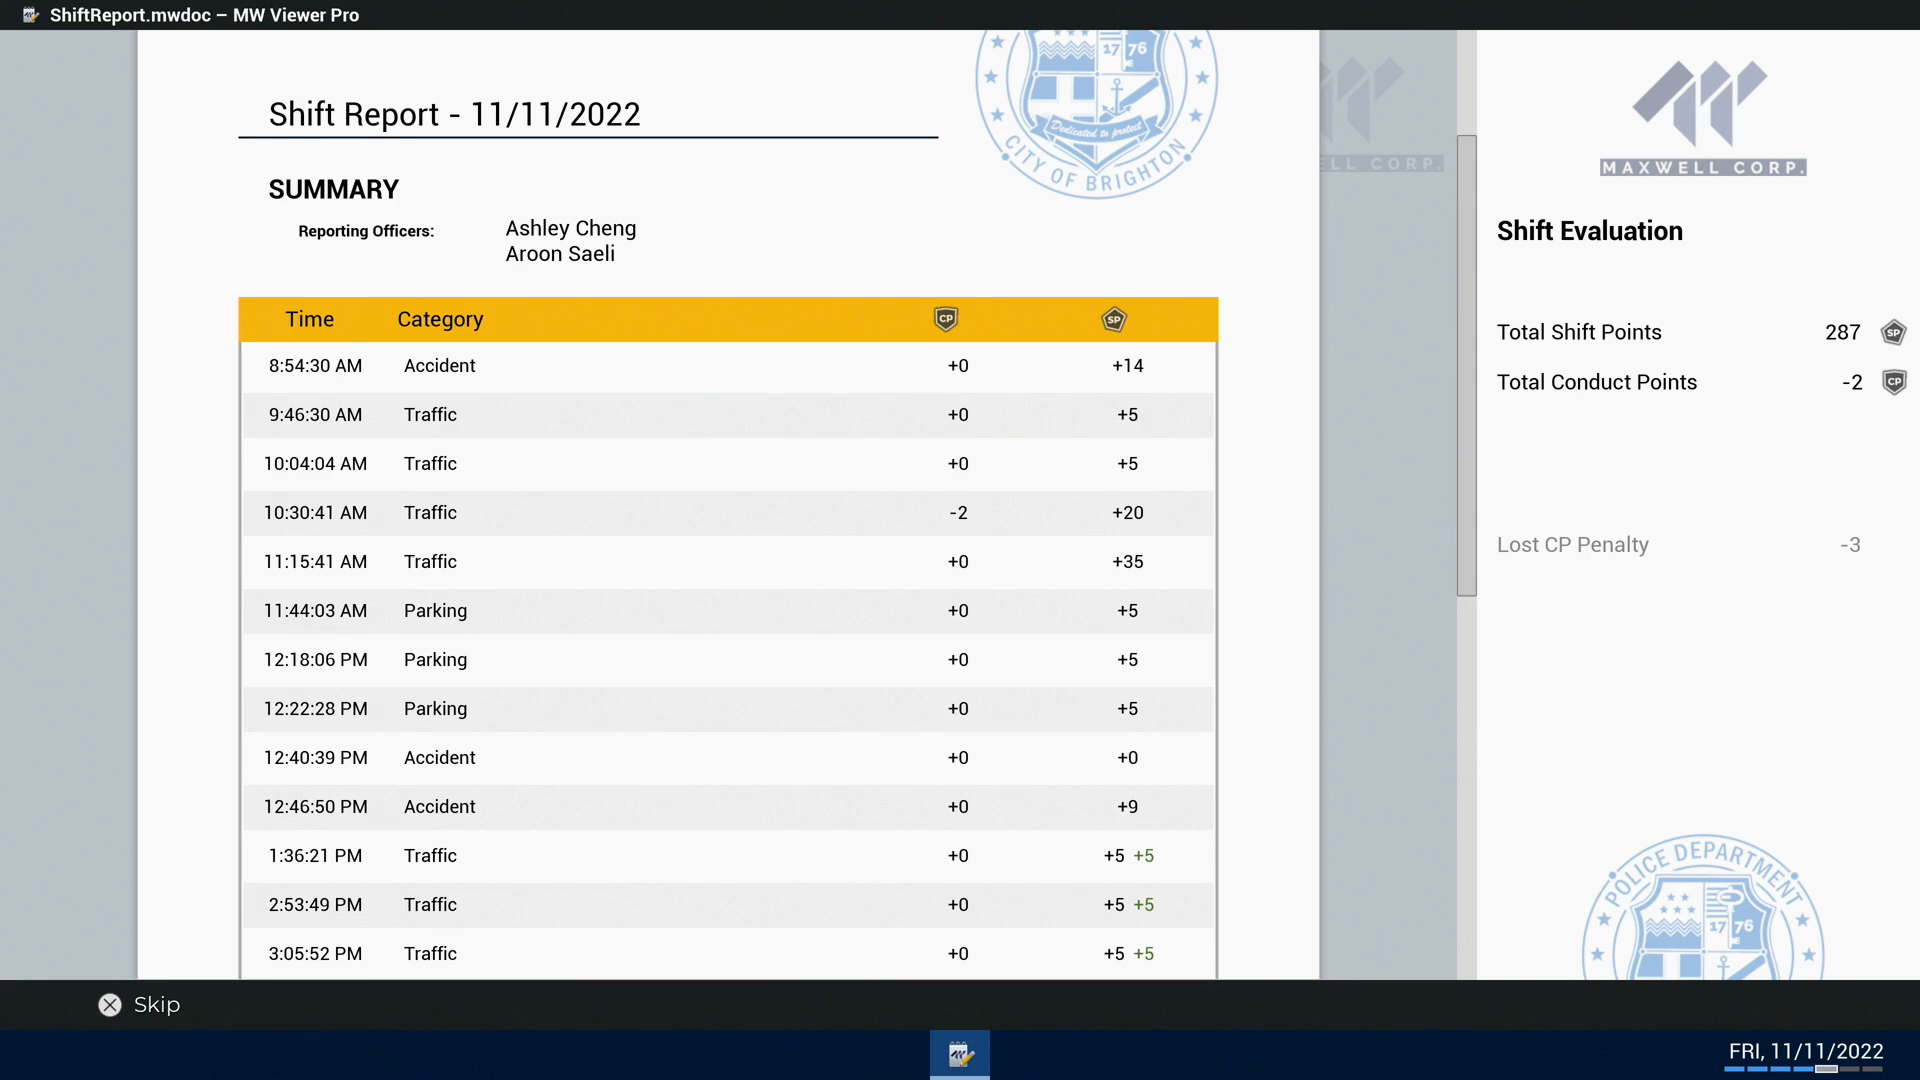 ShiftReport.mwdoc – MW Viewer Pro
17 76
Dedicated to protect
CITY OF BRIGHTON
Shift Report - 11/11/2022
SUMMARY
Reporting Officers: Ashley Cheng
Aroon Saeli
Time Category CP SP
8:54:30 AM Accident +0 +14
9:46:30 AM Traffic +0 +5
10:04:04 AM Traffic +0 +5
10:30:41 AM Traffic -2 +20
11:15:41 AM Traffic +0 +35
11:44:03 AM Parking +0 +5
12:18:06 PM Parking +0 +5
12:22:28 PM Parking +0 +5
12:40:39 PM Accident +0 +0
12:46:50 PM Accident +0 +9
1:36:21 PM Traffic +0 +5 +5
2:53:49 PM Traffic +0 +5 +5
3:05:52 PM Traffic +0 +5 +5
ELL CORP.
MAXWELL CORP.
Shift Evaluation
Total Shift Points 287 SP
Total Conduct Points -2 CP
Lost CP Penalty -3
POLICE DEPARTMENT
17 76
Skip
FRI, 11/11/2022